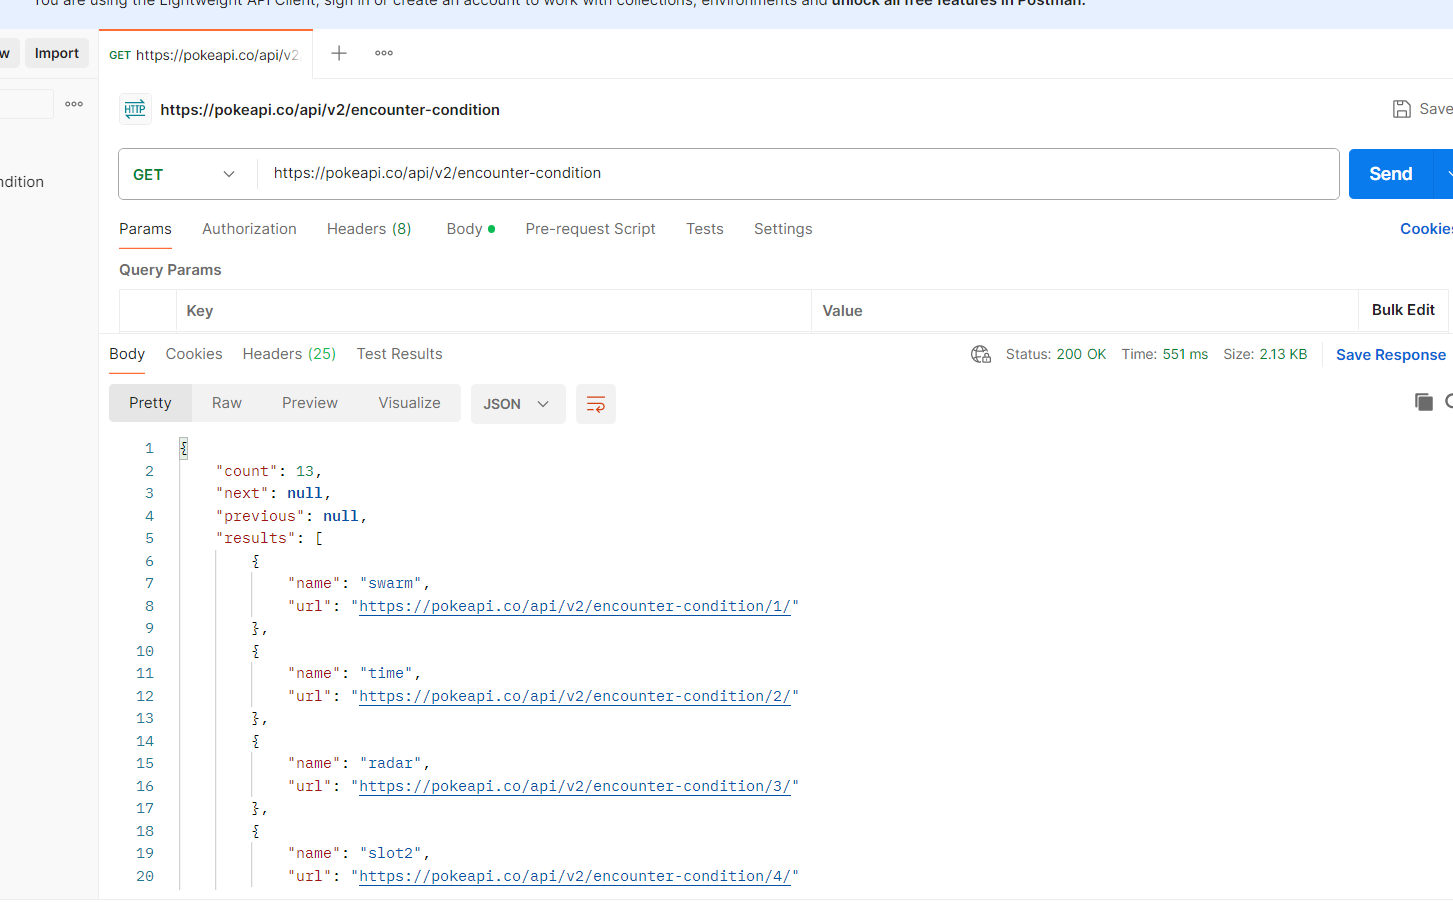 You are using the Lightweight API Client, sign in or create an account to work with collections, environments and unlock all free features in Postman.
Import
GET https://pokeapi.co/api/v2
HTTP https://pokeapi.co/api/v2/encounter-condition
Save
GET https://pokeapi.co/api/v2/encounter-condition Send
ndition
Params Authorization Headers (8) Body Pre-request Script Tests Settings Cookies
Query Params
Key Value Bulk Edit
Body Cookies Headers (25) Test Results Status: 200 OK Time: 551 ms Size: 2.13 KB Save Response
Pretty Raw Preview Visualize JSON
1 {
2 "count": 13,
3 "next": null,
4 "previous": null,
5 "results": [
6 {
7 "name": "swarm",
8 "url": "https://pokeapi.co/api/v2/encounter-condition/1/"
9 },
10 {
11 "name": "time",
12 "url": "https://pokeapi.co/api/v2/encounter-condition/2/"
13 },
14 {
15 "name": "radar",
16 "url": "https://pokeapi.co/api/v2/encounter-condition/3/"
17 },
18 {
19 "name": "slot2",
20 "url": "https://pokeapi.co/api/v2/encounter-condition/4/"